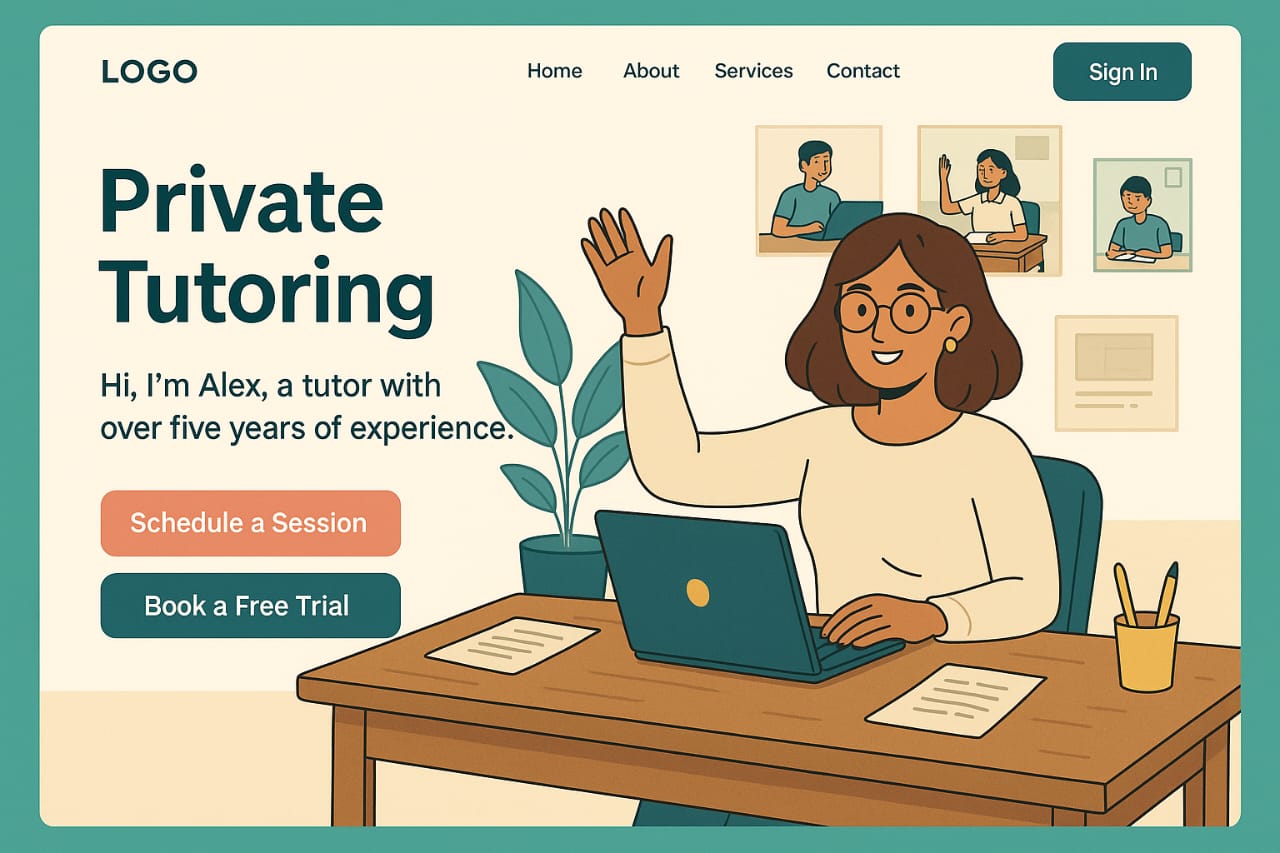 LOGO
Home
About
Services
Contact
Sign In
Private
Tutoring
Hi, I’m Alex, a tutor with
over five years of experience.
Schedule a Session
Book a Free Trial